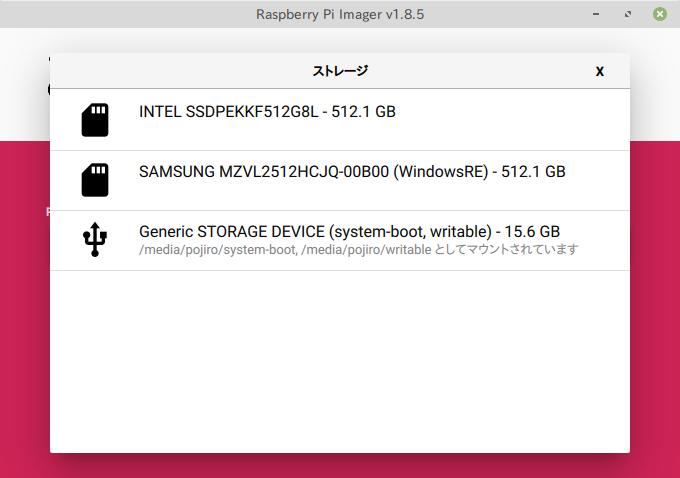 Raspberry Pi Imager v1.8.5
ストレージ
X
INTEL SSDPEKKF512G8L - 512.1 GB
SAMSUNG MZVL2512HCJQ-00B00 (WindowsRE) - 512.1 GB
Generic STORAGE DEVICE (system-boot, writable) - 15.6 GB
/media/pojiro/system-boot, /media/pojiro/writable としてマウントされています